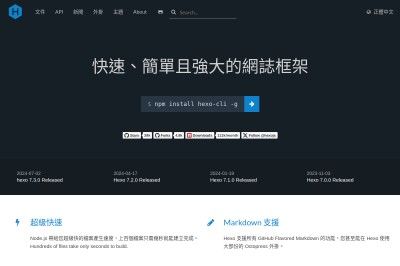 文件 API 新聞 外掛 主題 About Search... 正體中文
快速、簡單且強大的網誌框架
$ npm install hexo-cli -g
Stars 39k Forks 4.8k Downloads Follow @hexojs
2024-07-02 2024-04-17 2024-01-29 2023-11-01
Hexo 7.3.0 Released Hexo 7.2.0 Released Hexo 7.1.0 Released Hexo 7.0.0 Released
超級快速 Markdown 支援
Node.js 帶給您超級快的檔案產生速度。上百個檔案只需幾秒就能建立完成。
Hundreds of files take only seconds to build.
Hexo 支援所有 GitHub Flavored Markdown 的功能，您甚至能在 Hexo 使用
大部份的 Octopress 外掛。